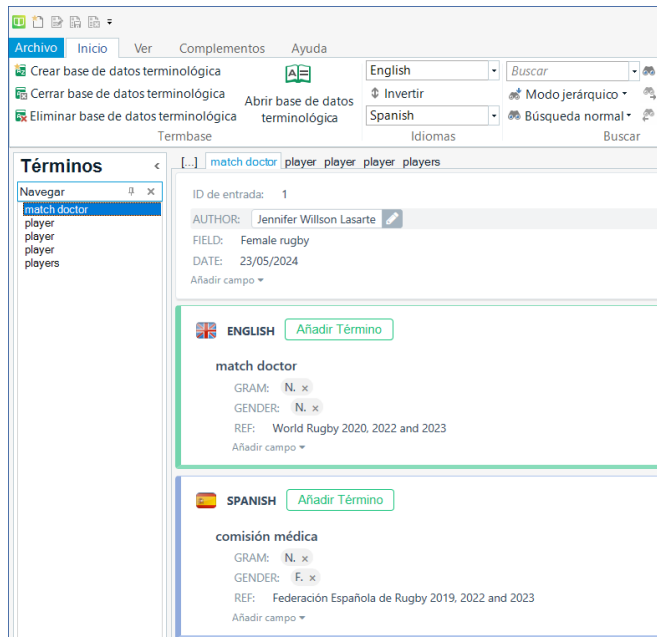 Archivo Inicio Ver Complementos Ayuda
Crear base de datos terminológica
Cerrar base de datos terminológica
Eliminar base de datos terminológica
Abrir base de datos
terminológica
Termbase
English
Invertir
Spanish
Idiomas
Buscar
Modo jerárquico
Búsqueda normal
Buscar
Términos
Navegar
match doctor
player
player
player
players
[...] match doctor player player player players
ID de entrada: 1
AUTHOR: Jennifer Willson Lasarte
FIELD: Female rugby
DATE: 23/05/2024
Añadir campo
ENGLISH Añadir Término
match doctor
GRAM: N. ×
GENDER: N. ×
REF: World Rugby 2020, 2022 and 2023
Añadir campo
SPANISH Añadir Término
comisión médica
GRAM: N. ×
GENDER: F. ×
REF: Federación Española de Rugby 2019, 2022 and 2023
Añadir campo